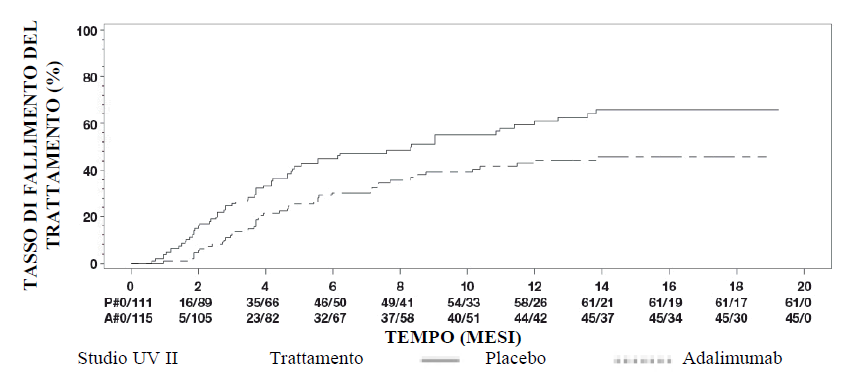 TASSO DI FALLIMENTO DEL
TRATTAMENTO (%)
100
80
60
40
20
0
0 2 4 6 8 10 12 14 16 18 20
P#0/111 16/89 35/66 46/50 49/41 54/33 58/26 61/21 61/19 61/17 61/0
A#0/115 5/105 23/82 32/67 37/58 40/51 44/42 45/37 45/34 45/30 45/0
TEMPO (MESI)
Studio UV II Trattamento Placebo Adalimumab